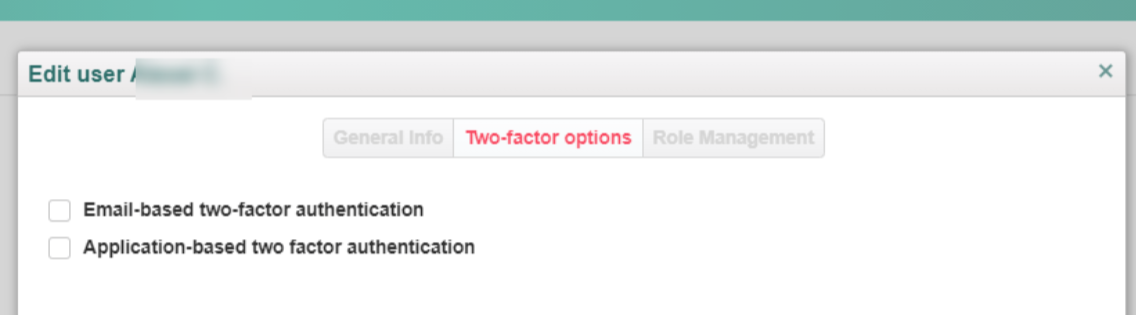 Edit user
×
General Info Two-factor options Role Management
Email-based two-factor authentication
Application-based two factor authentication